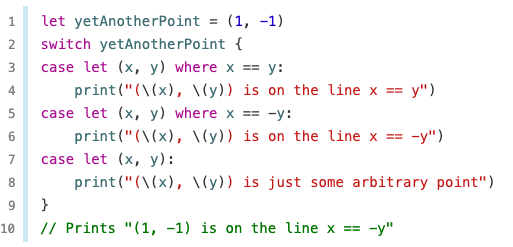 1 let yetAnotherPoint = (1, -1)
2 switch yetAnotherPoint {
3 case let (x, y) where x == y:
4     print("(\(x), \(y)) is on the line x == y")
5 case let (x, y) where x == -y:
6     print("(\(x), \(y)) is on the line x == -y")
7 case let (x, y):
8     print("(\(x), \(y)) is just some arbitrary point")
9 }
10 // Prints "(1, -1) is on the line x == -y"